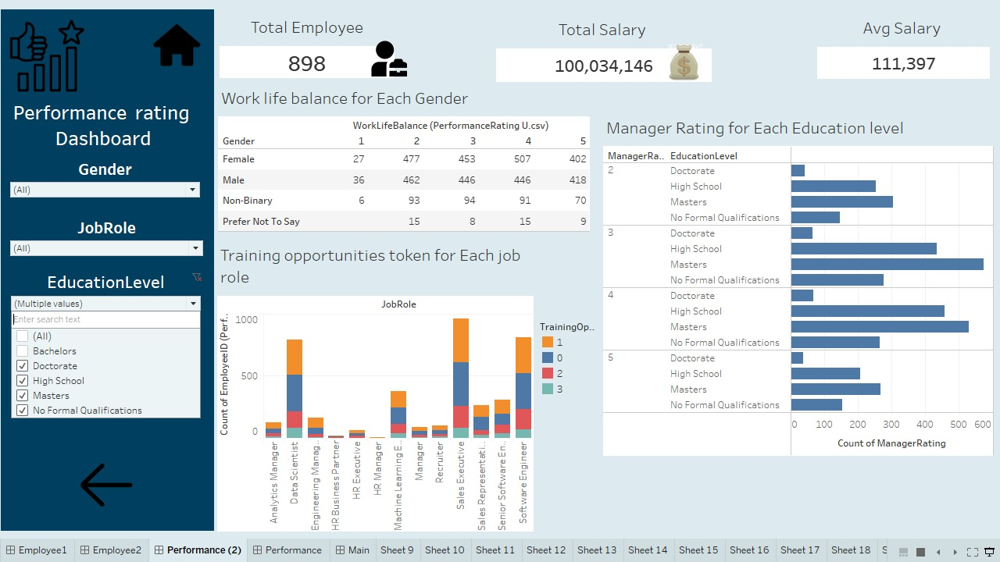 Performance rating
Dashboard
Gender
(All)
JobRole
(All)
EducationLevel
(Multiple values)
Enter search text
(All)
Bachelors
Doctorate
High School
Masters
No Formal Qualifications
Total Employee
898
Total Salary
100,034,146
$
Avg Salary
111,397
Work life balance for Each Gender
WorkLifeBalance (PerformanceRating U.csv)
Gender 1 2 3 4 5
Female 27 477 453 507 402
Male 36 462 446 446 418
Non-Binary 6 93 94 91 70
Prefer Not To Say 15 8 15 9
Training opportunities token for Each job
role
JobRole
Count of EmployeeID (Perf..
1000
500
0
Analytics Manager
Data Scientist
Engineering Manag..
HR Business Partner
HR Executive
HR Manager
Machine Learning E..
Manager
Recruiter
Sales Executive
Sales Representati..
Senior Software En..
Software Engineer
TrainingOp..
1
0
2
3
Manager Rating for Each Education level
ManagerRa.. EducationLevel
2 Doctorate
High School
Masters
No Formal Qualifications
3 Doctorate
High School
Masters
No Formal Qualifications
4 Doctorate
High School
Masters
No Formal Qualifications
5 Doctorate
High School
Masters
No Formal Qualifications
0 100 200 300 400 500 600
Count of ManagerRating
Employee1 Employee2 Performance (2) Performance Main Sheet 9 Sheet 10 Sheet 11 Sheet 12 Sheet 13 Sheet 14 Sheet 15 Sheet 16 Sheet 17 Sheet 18 S